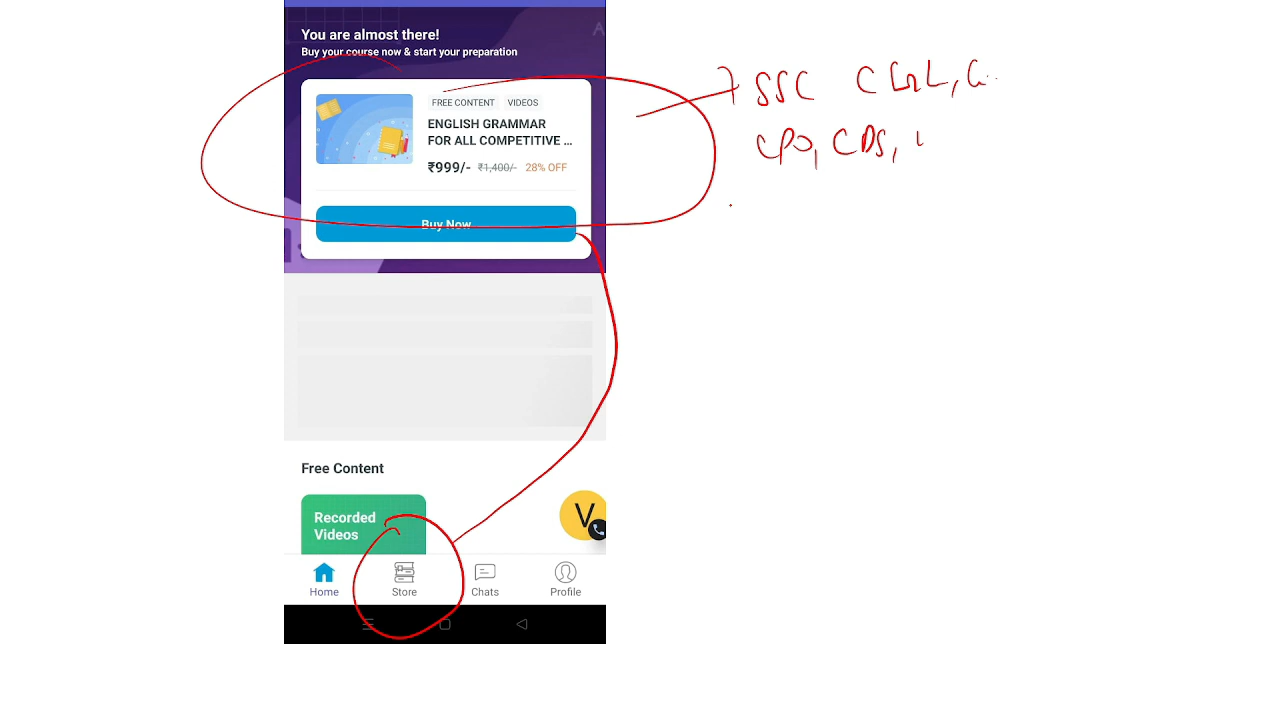 You are almost there!
Buy your course now & start your preparation
FREE CONTENT VIDEOS
ENGLISH GRAMMAR
FOR ALL COMPETITIVE ...
₹999/- ₹1,400/- 28% OFF
Buy Now
Free Content
Recorded
Videos
V
Home Store Chats Profile
SSC CGL,
CPO, CDS,